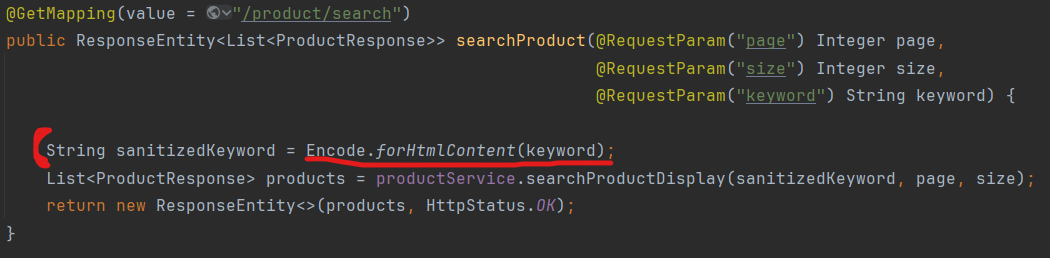 @GetMapping(value = "/product/search")
public ResponseEntity<List<ProductResponse>> searchProduct(@RequestParam("page") Integer page,
@RequestParam("size") Integer size,
@RequestParam("keyword") String keyword) {
String sanitizedKeyword = Encode.forHtmlContent(keyword);
List<ProductResponse> products = productService.searchProductDisplay(sanitizedKeyword, page, size);
return new ResponseEntity<>(products, HttpStatus.OK);
}